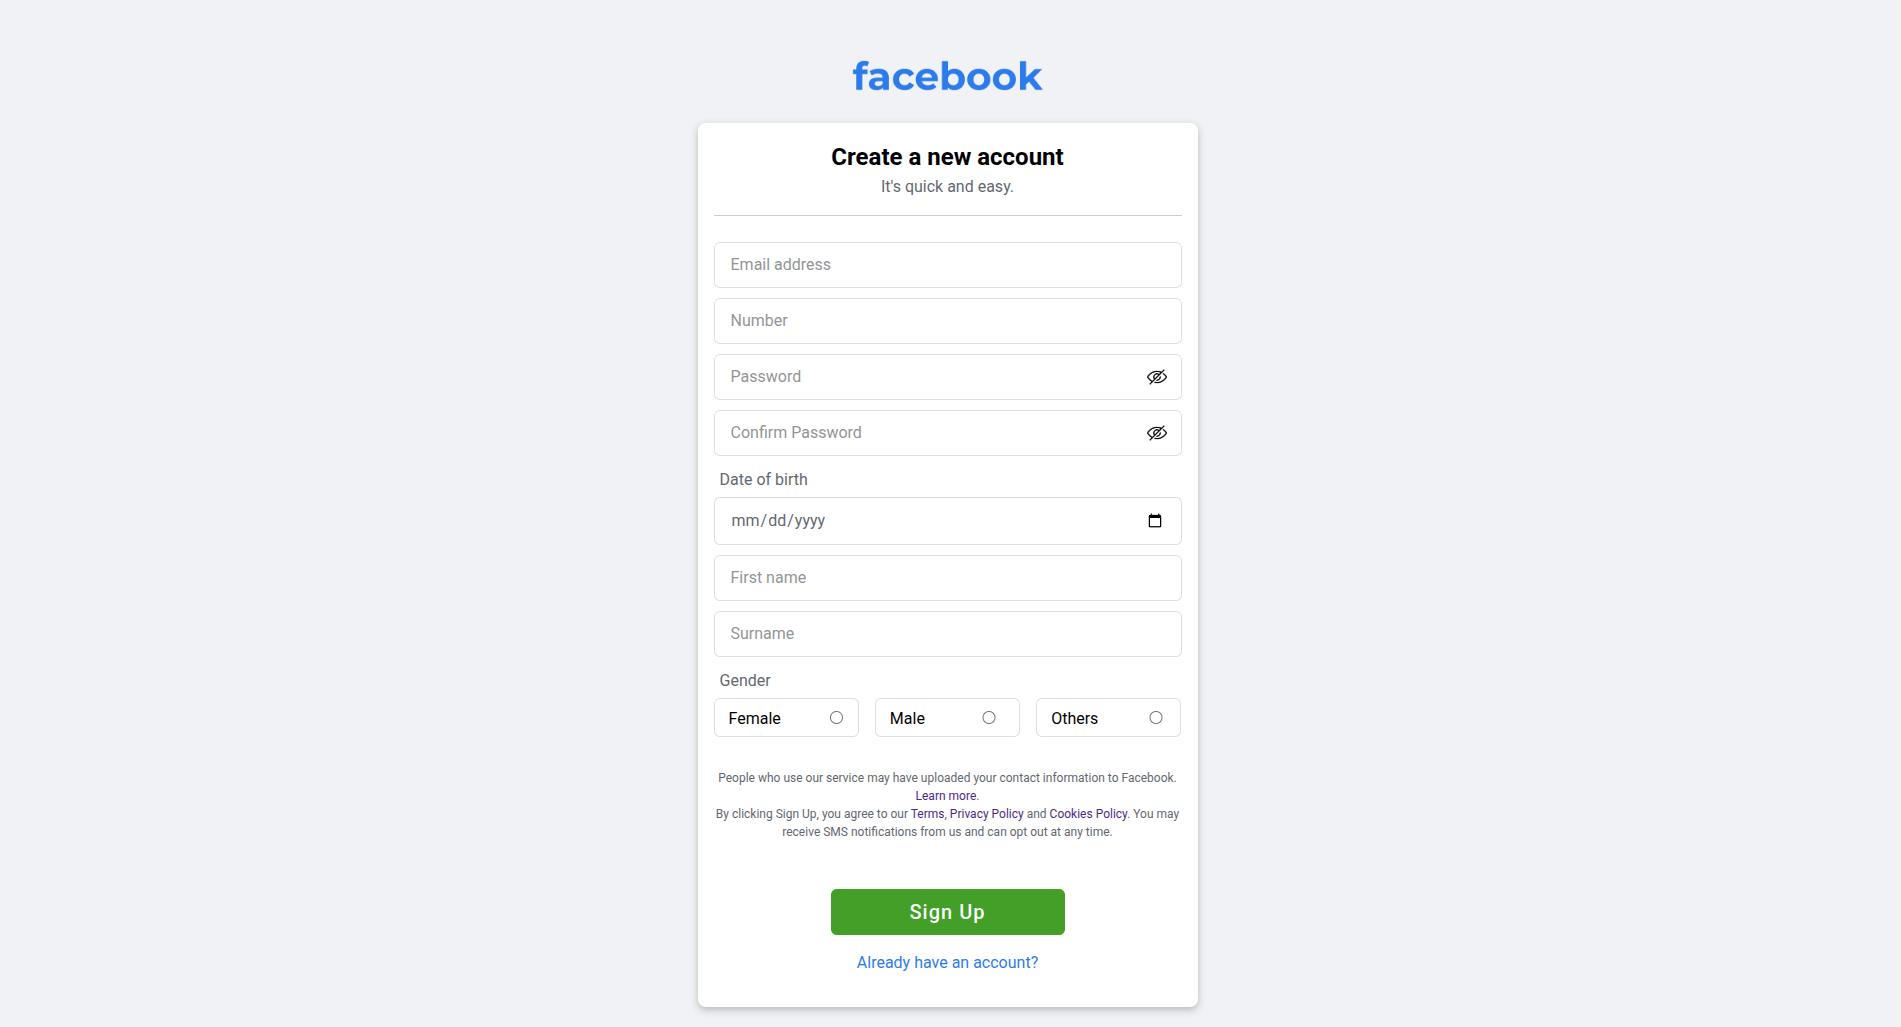 facebook
Create a new account
It's quick and easy.
Email address
Number
Password
Confirm Password
Date of birth
mm/dd/yyyy
First name
Surname
Gender
Female Male Others
People who use our service may have uploaded your contact information to Facebook.
Learn more.
By clicking Sign Up, you agree to our Terms, Privacy Policy and Cookies Policy. You may
receive SMS notifications from us and can opt out at any time.
Sign Up
Already have an account?